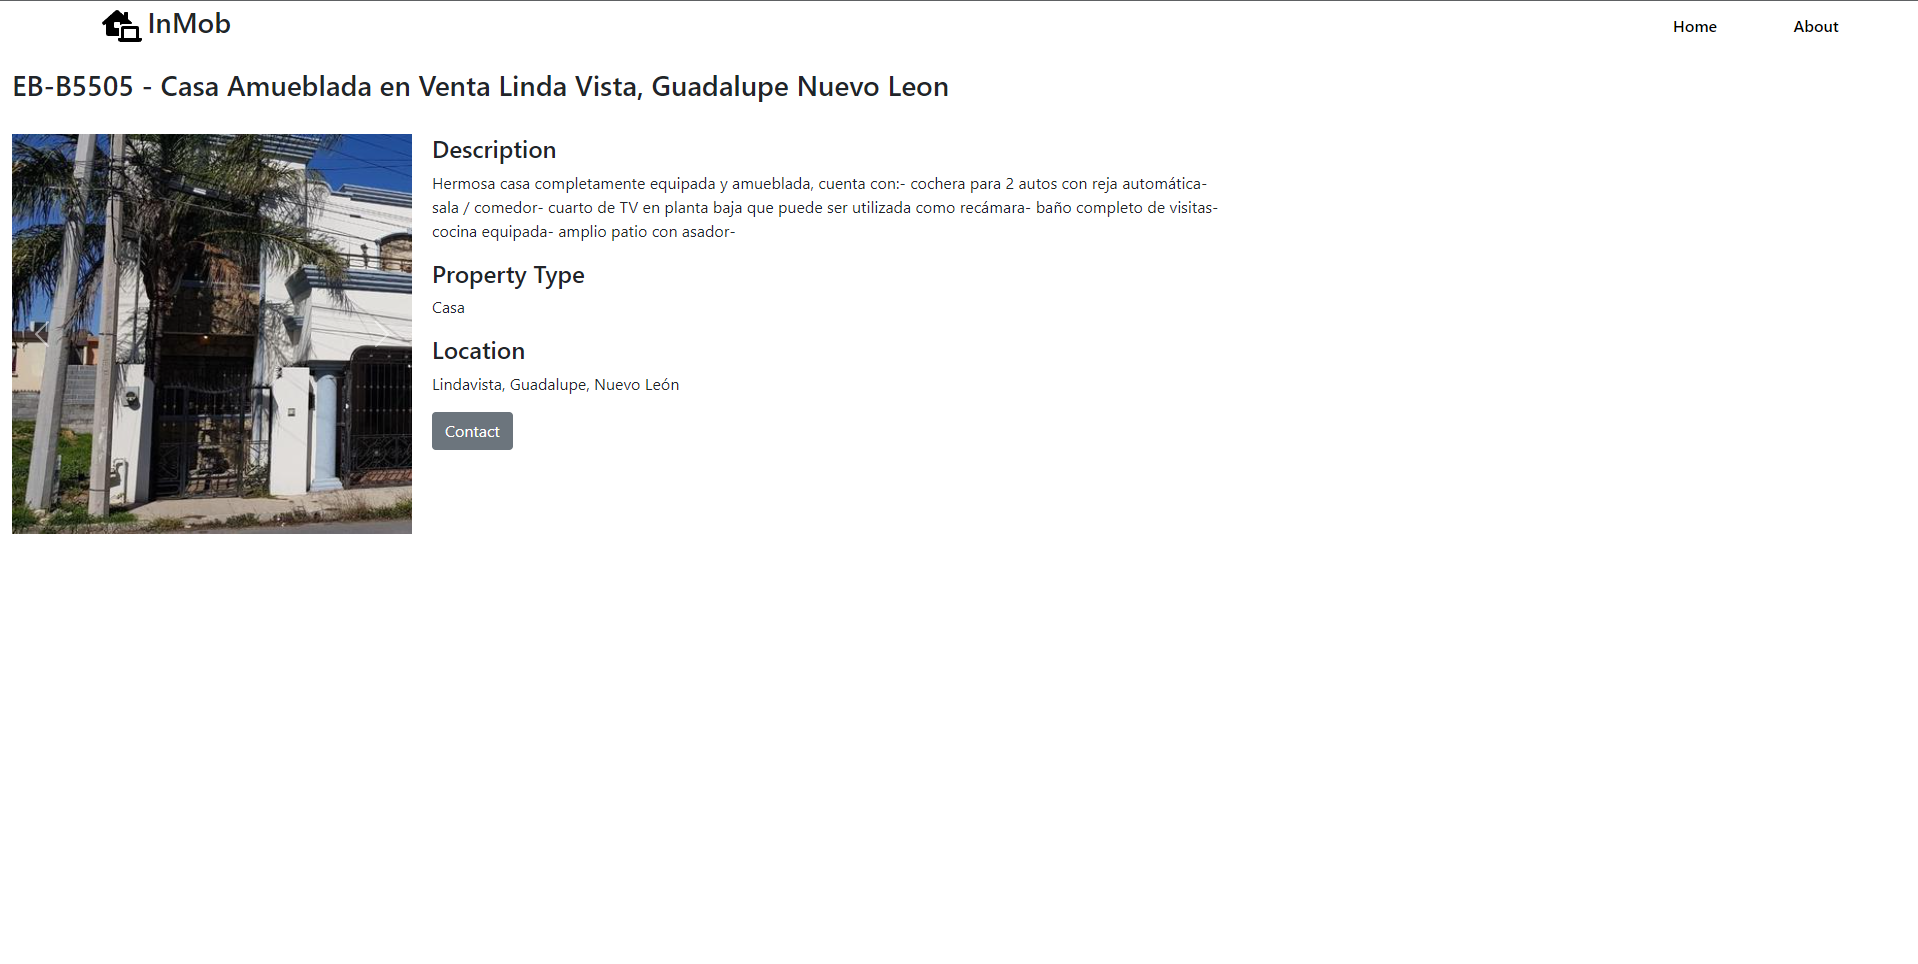 InMob
Home
About
EB-B5505 - Casa Amueblada en Venta Linda Vista, Guadalupe Nuevo Leon
Description
Hermosa casa completamente equipada y amueblada, cuenta con:- cochera para 2 autos con reja automática-
sala / comedor- cuarto de TV en planta baja que puede ser utilizada como recámara- baño completo de visitas-
cocina equipada- amplio patio con asador-
Property Type
Casa
Location
Lindavista, Guadalupe, Nuevo León
Contact